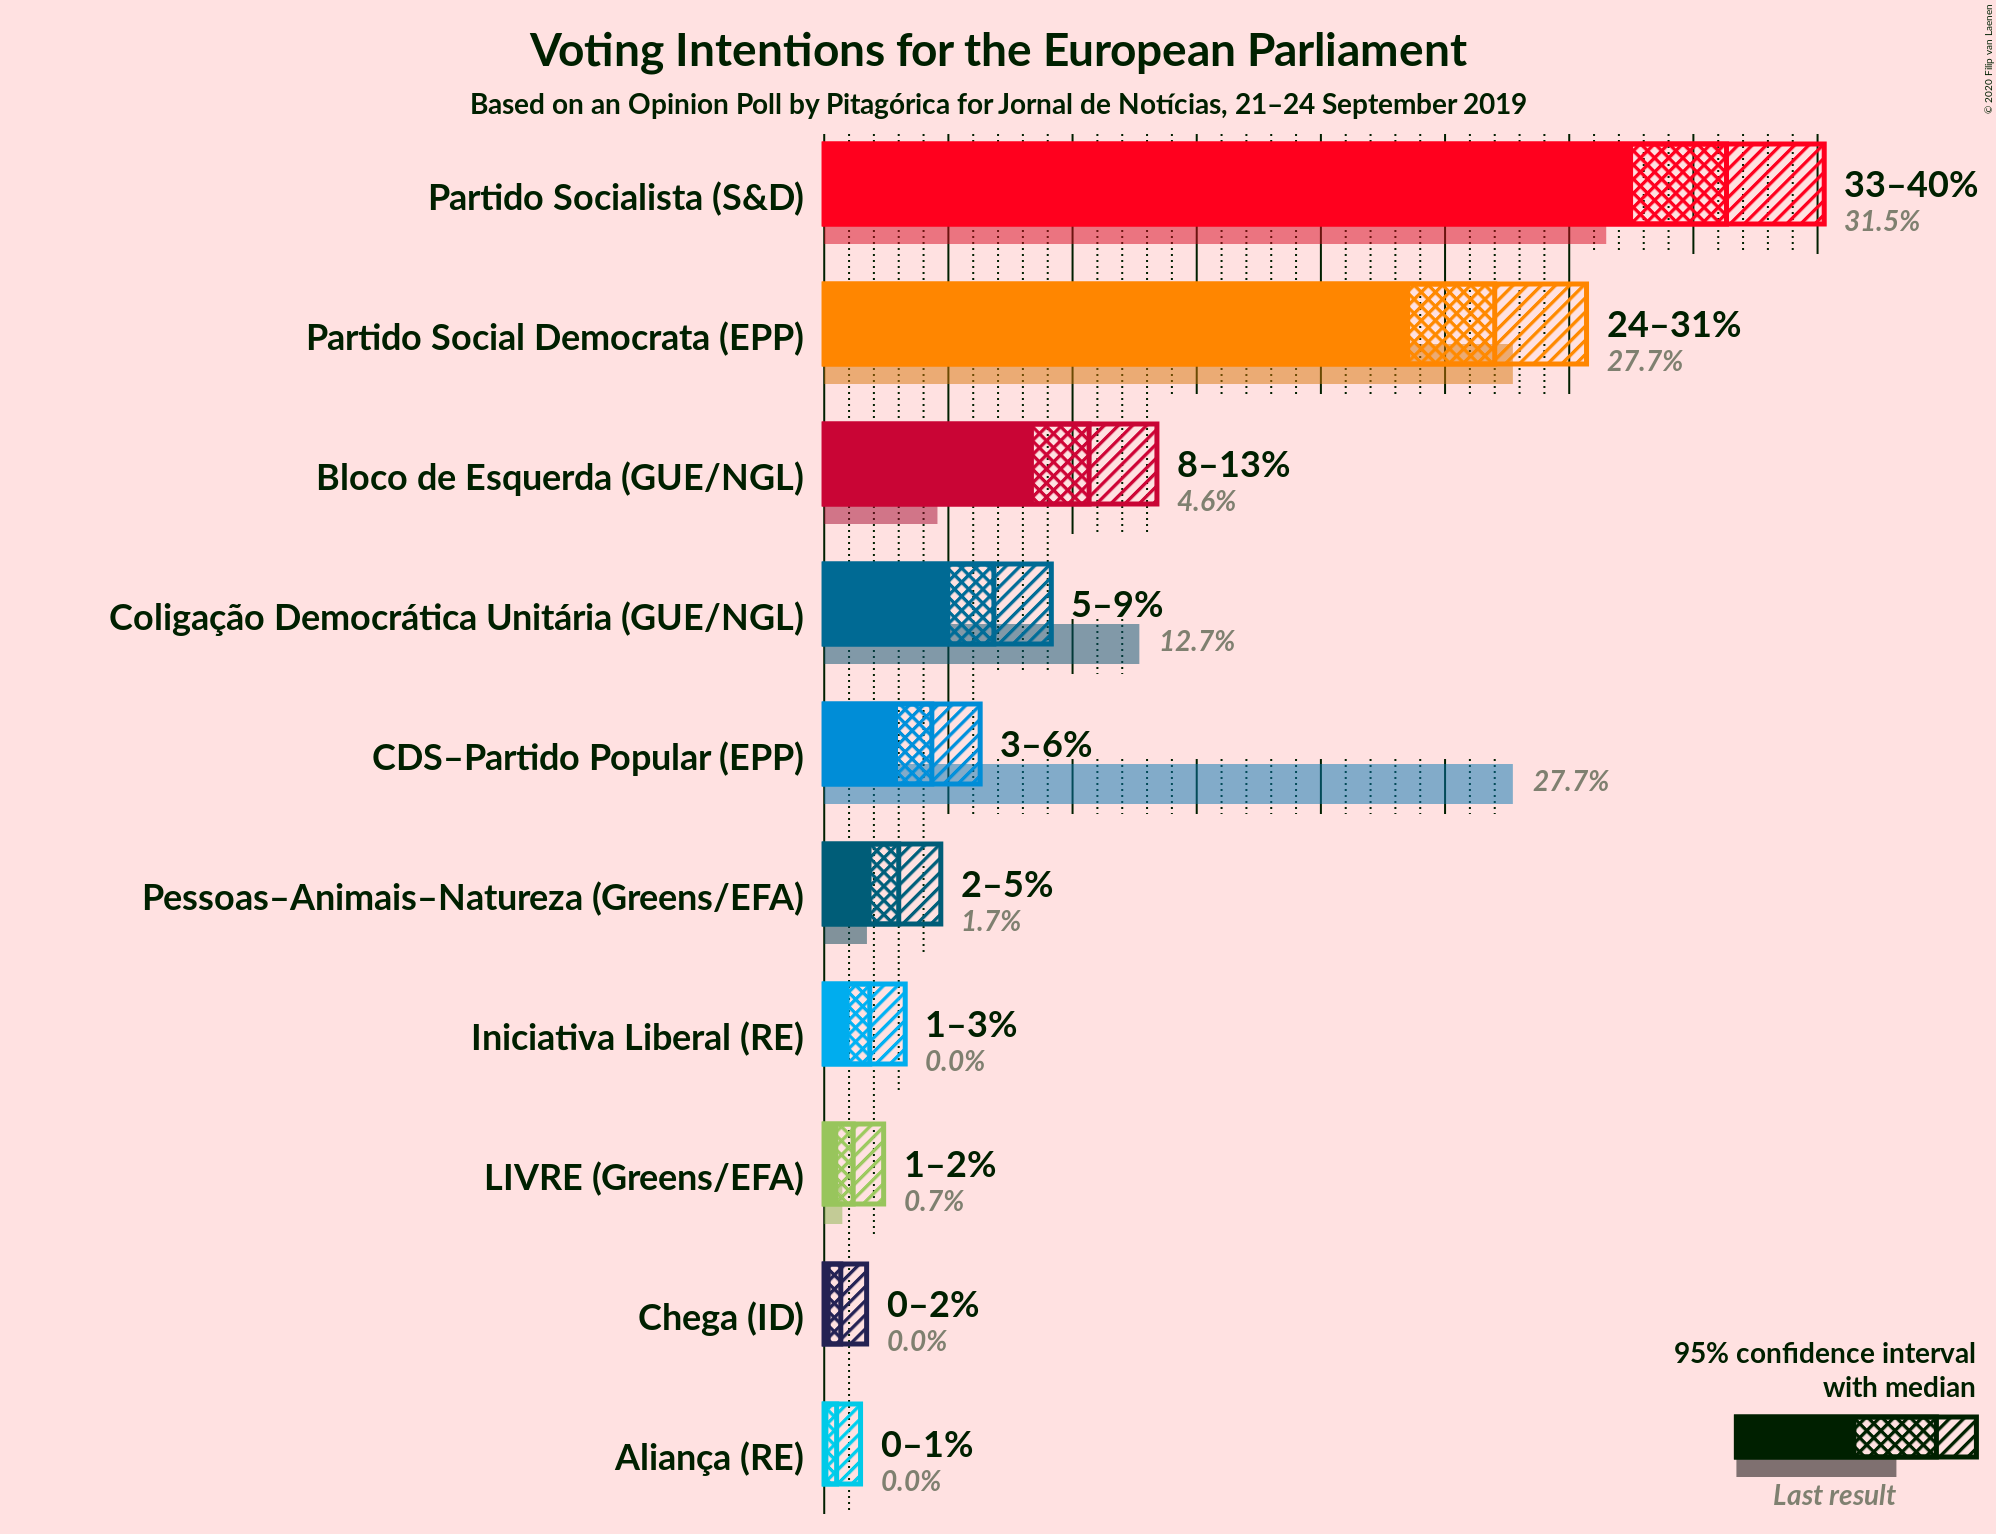 Voting Intentions for the European Parliament
Based on an Opinion Poll by Pitagórica for Jornal de Notícias, 21–24 September 2019
© 2020 Filip van Laenen
Partido Socialista (S&D)
33–40%
31.5%
Partido Social Democrata (EPP)
24–31%
27.7%
Bloco de Esquerda (GUE/NGL)
8–13%
4.6%
Coligação Democrática Unitária (GUE/NGL)
5–9%
12.7%
CDS–Partido Popular (EPP)
3–6%
27.7%
Pessoas–Animais–Natureza (Greens/EFA)
2–5%
1.7%
Iniciativa Liberal (RE)
1–3%
0.0%
LIVRE (Greens/EFA)
1–2%
0.7%
Chega (ID)
0–2%
0.0%
Aliança (RE)
0–1%
0.0%
95% confidence interval
with median
Last result